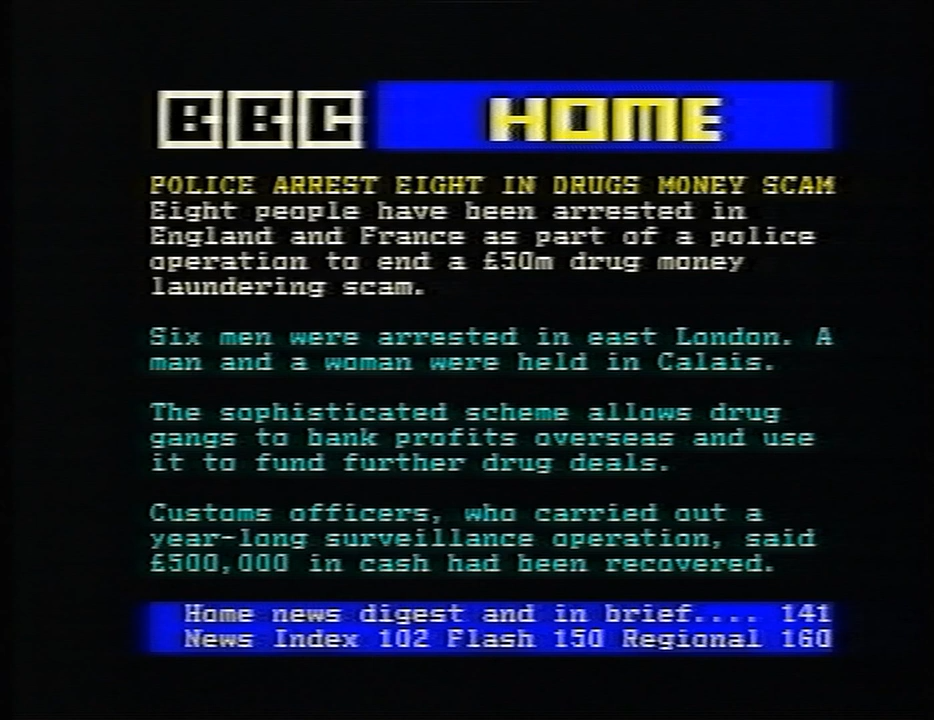 BBC HOME
POLICE ARREST EIGHT IN DRUGS MONEY SCAM
Eight people have been arrested in
England and France as part of a police
operation to end a £50m drug money
laundering scam.
Six men were arrested in east London. A
man and a woman were held in Calais.
The sophisticated scheme allows drug
gangs to bank profits overseas and use
it to fund further drug deals.
Customs officers, who carried out a
year-long surveillance operation, said
£500,000 in cash had been recovered.
Home news digest and in brief.... 141
News Index 102 Flash 150 Regional 160